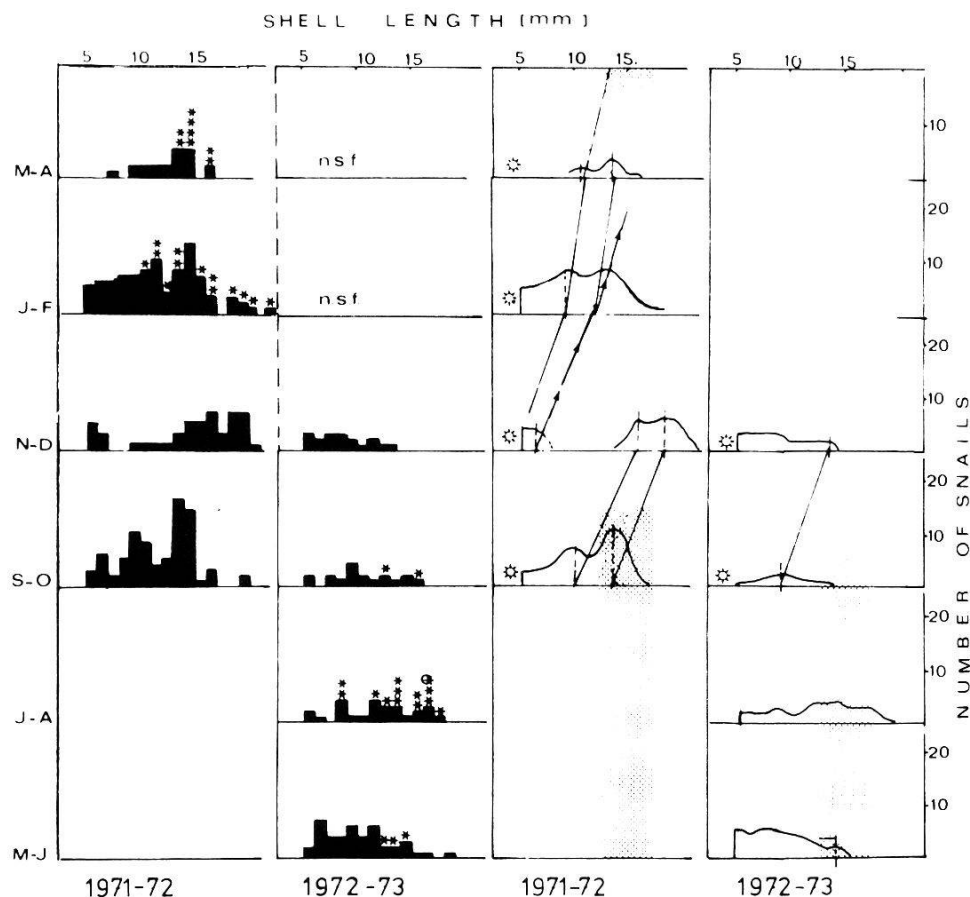 SHELL LENGTH (mm)
5 10 15 5 10 15 5 10 15 5 10 15
M-A nsf 10
20
J-F nsf 10
20
N-D 10
20
S-O 10
20
J-A 10
20
M-J 10
NUMBER OF SNAILS
1971-72 1972-73 1971-72 1972-73